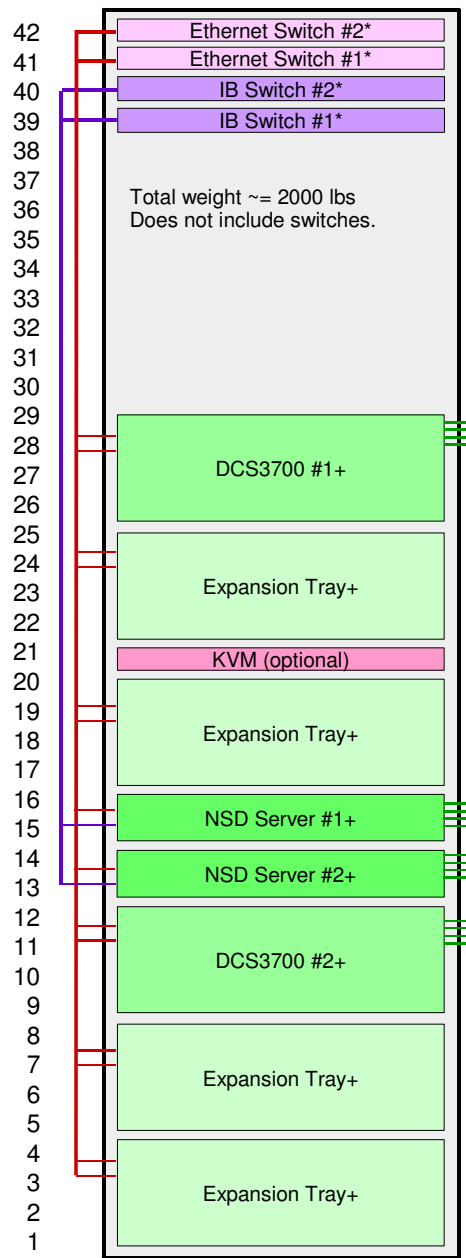 42 Ethernet Switch #2*
41 Ethernet Switch #1*
40 IB Switch #2*
39 IB Switch #1*
38
37
Total weight ~= 2000 lbs
36
Does not include switches.
35
34
33
32
31
30
29
28
DCS3700 #1+
27
26
25
24
23 Expansion Tray+
22
21 KVM (optional)
20
19
18 Expansion Tray+
17
16
NSD Server #1+
15
14
NSD Server #2+
13
12
11
DCS3700 #2+
10
9
8
7
Expansion Tray+
6
5
4
3
Expansion Tray+
2
1